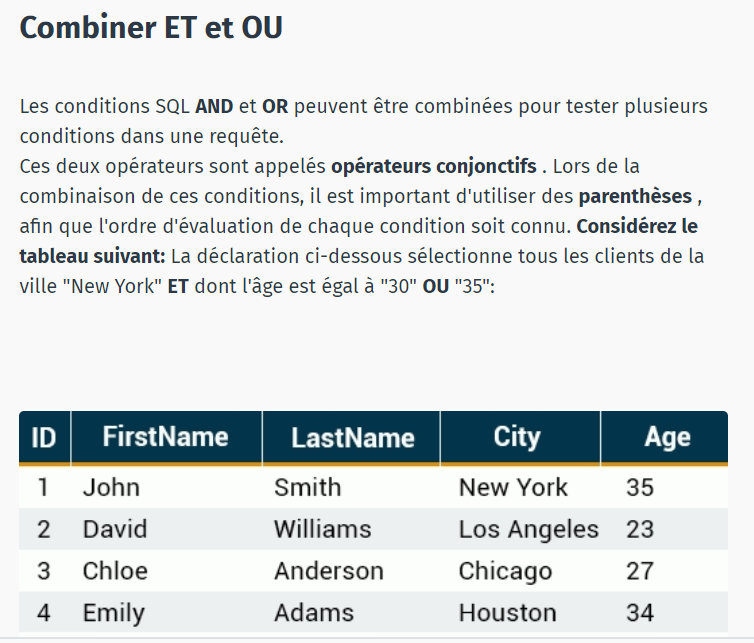 Combiner ET et OU
Les conditions SQL AND et OR peuvent être combinées pour tester plusieurs
conditions dans une requête.
Ces deux opérateurs sont appelés opérateurs conjonctifs . Lors de la
combinaison de ces conditions, il est important d'utiliser des parenthèses ,
afin que l'ordre d'évaluation de chaque condition soit connu. Considérez le
tableau suivant: La déclaration ci-dessous sélectionne tous les clients de la
ville "New York" ET dont l'âge est égal à "30" OU "35":
ID FirstName LastName City Age
1 John Smith New York 35
2 David Williams Los Angeles 23
3 Chloe Anderson Chicago 27
4 Emily Adams Houston 34